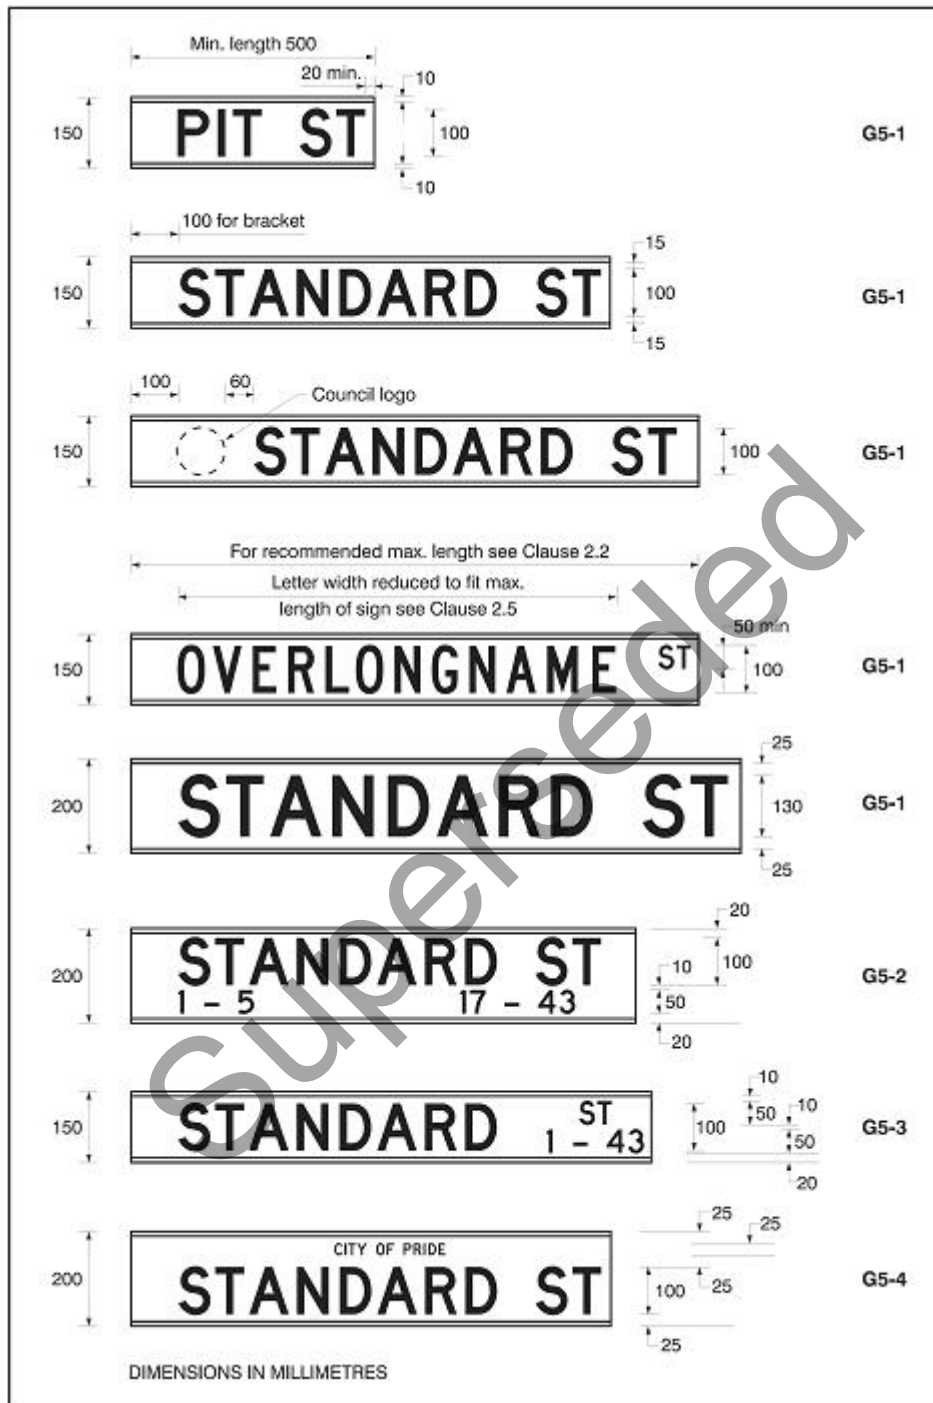 Min. length 500
20 min.
10
150
PIT ST
100
G5-1
10
100 for bracket
15
150
STANDARD ST
100
G5-1
15
100
60
Council logo
150
STANDARD ST
100
G5-1
For recommended max. length see Clause 2.2
Letter width reduced to fit max.
length of sign see Clause 2.5
50 min
150
OVERLONGNAME ST
100
G5-1
25
200
STANDARD ST
130
G5-1
25
20
200
STANDARD ST
10
100
G5-2
1 - 5 17 - 43
50
20
10
150
STANDARD ST
100
50
10
G5-3
1 - 43
50
20
25
25
CITY OF PRIDE
200
STANDARD ST
100
25
G5-4
25
DIMENSIONS IN MILLIMETRES
Superseded